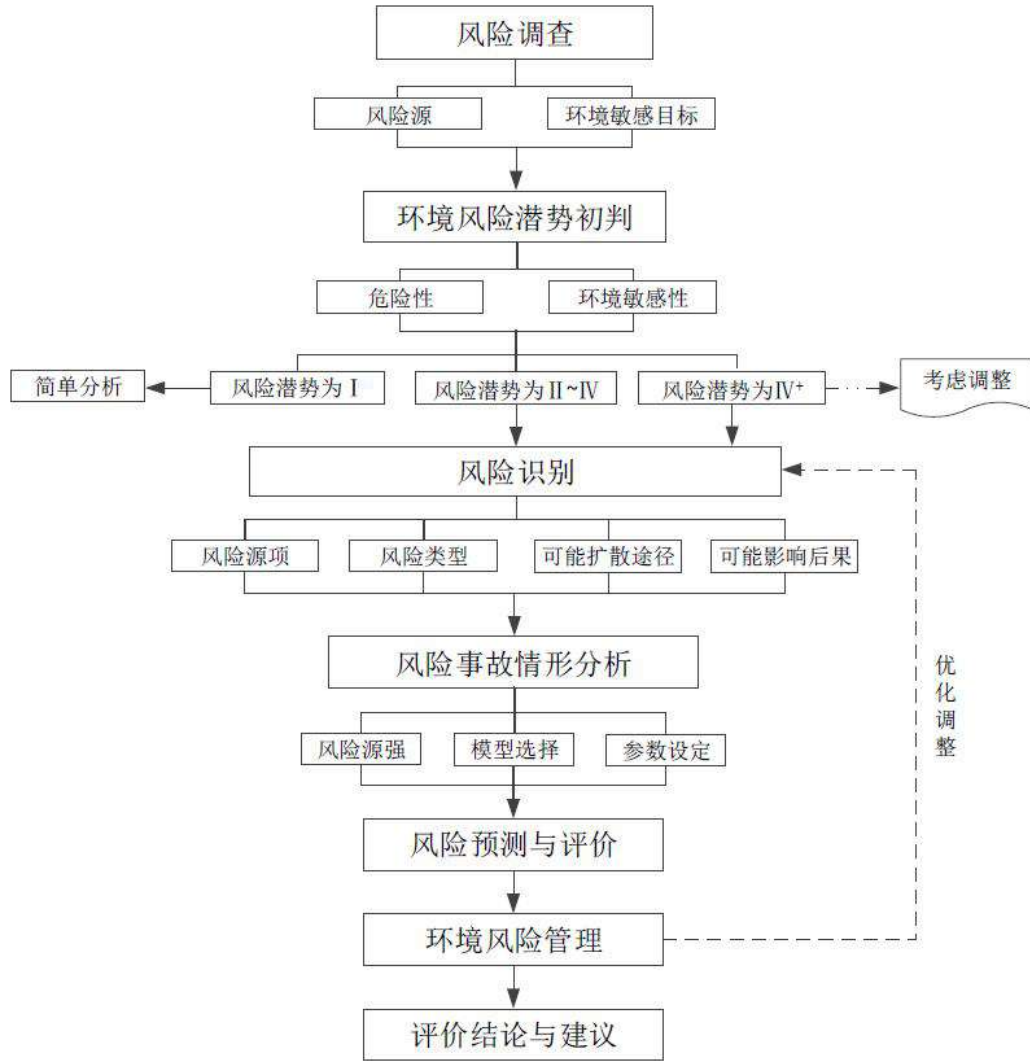 风险调查
风险源
环境敏感目标
环境风险潜势初判
危险性
环境敏感性
简单分析
风险潜势为Ⅰ
风险潜势为Ⅱ~Ⅳ
风险潜势为Ⅳ⁺
考虑调整
风险识别
风险源项
风险类型
可能扩散途径
可能影响后果
风险事故情形分析
优化调整
风险源强
模型选择
参数设定
风险预测与评价
环境风险管理
评价结论与建议